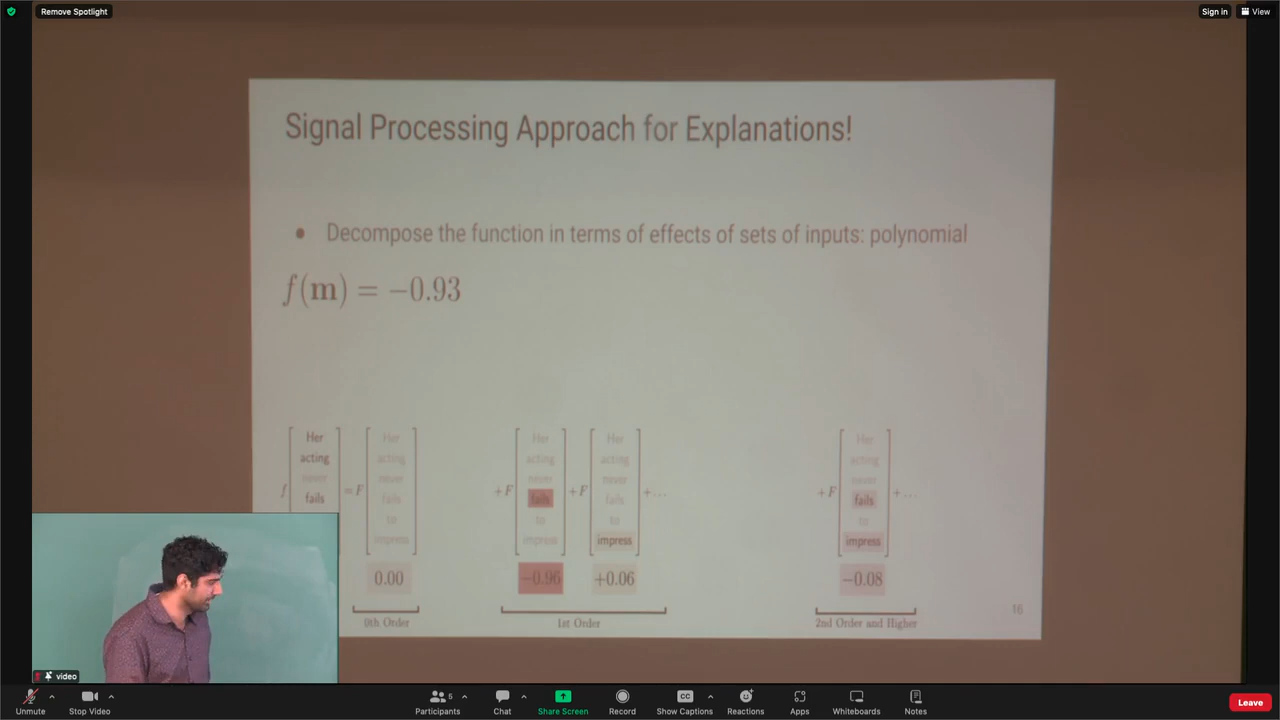 Remove Spotlight
Sign in
View
Signal Processing Approach for Explanations!
• Decompose the function in terms of effects of sets of inputs: polynomial
f(m) = −0.93
f
Her
acting
never
fails
= F
Her
acting
never
fails
to
impress
0.00
0th Order
+F
Her
acting
never
fails
to
impress
−0.96
+F
Her
acting
never
fails
to
impress
+0.06
+...
1st Order
+F
Her
acting
never
fails
to
impress
−0.08
+...
2nd Order and Higher
16
video
Unmute
Stop Video
Participants
5
Chat
Share Screen
Record
CC
Show Captions
Reactions
Apps
Whiteboards
Notes
Leave